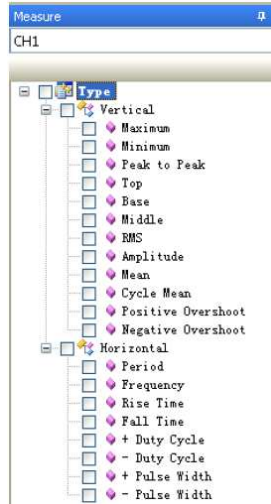 Measure
CH1
Type
Vertical
Maximum
Minimum
Peak to Peak
Top
Base
Middle
RMS
Amplitude
Mean
Cycle Mean
Positive Overshoot
Negative Overshoot
Horizontal
Period
Frequency
Rise Time
Fall Time
+ Duty Cycle
- Duty Cycle
+ Pulse Width
- Pulse Width